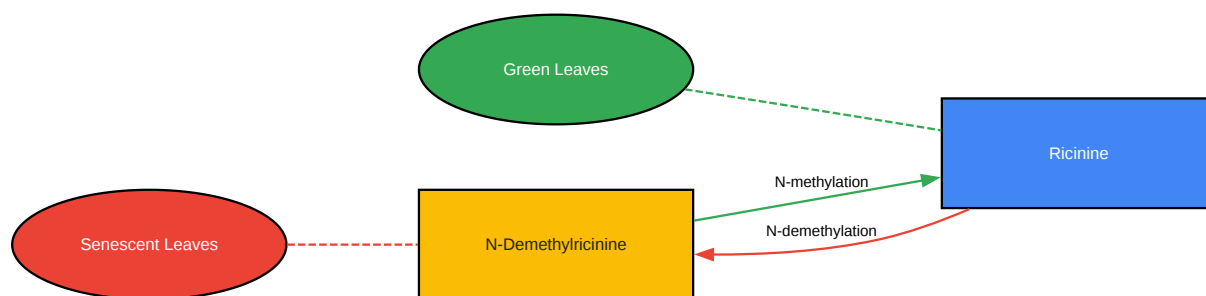 Green Leaves
Ricinine
N-methylation
N-demethylation
Senescent Leaves
N-Demethylricinine